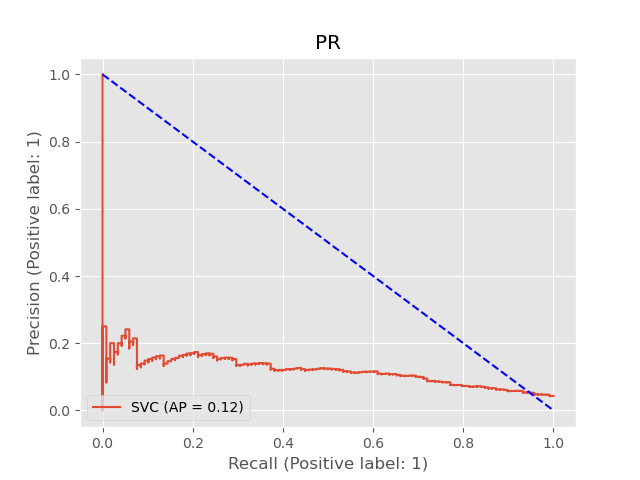 PR
Precision (Positive label: 1)
1.0
0.8
0.6
0.4
0.2
0.0
SVC (AP = 0.12)
0.0 0.2 0.4 0.6 0.8 1.0
Recall (Positive label: 1)